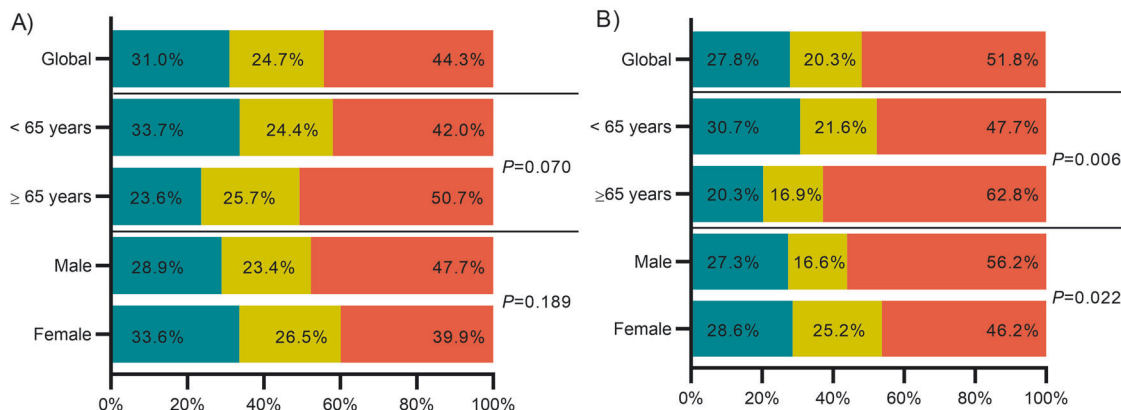 A)
Global 31.0% 24.7% 44.3%
< 65 years 33.7% 24.4% 42.0%
P=0.070
≥ 65 years 23.6% 25.7% 50.7%
Male 28.9% 23.4% 47.7%
P=0.189
Female 33.6% 26.5% 39.9%
0% 20% 40% 60% 80% 100%
B)
Global 27.8% 20.3% 51.8%
< 65 years 30.7% 21.6% 47.7%
P=0.006
≥65 years 20.3% 16.9% 62.8%
Male 27.3% 16.6% 56.2%
P=0.022
Female 28.6% 25.2% 46.2%
0% 20% 40% 60% 80% 100%